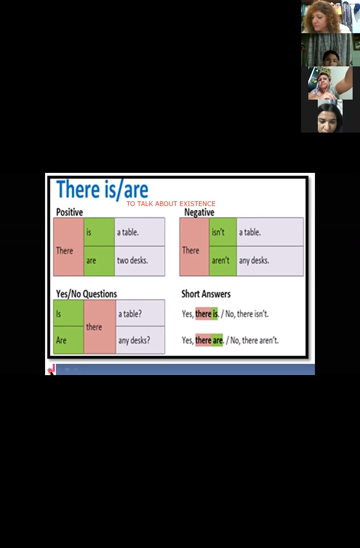 There is/are
TO TALK ABOUT EXISTENCE
Positive
There
is
a table.
are
two desks.
Negative
There
isn't
a table.
aren't
any desks.
Yes/No Questions
Is
there
a table?
Are
any desks?
Short Answers
Yes, there is. / No, there isn't.
Yes, there are. / No, there aren't.